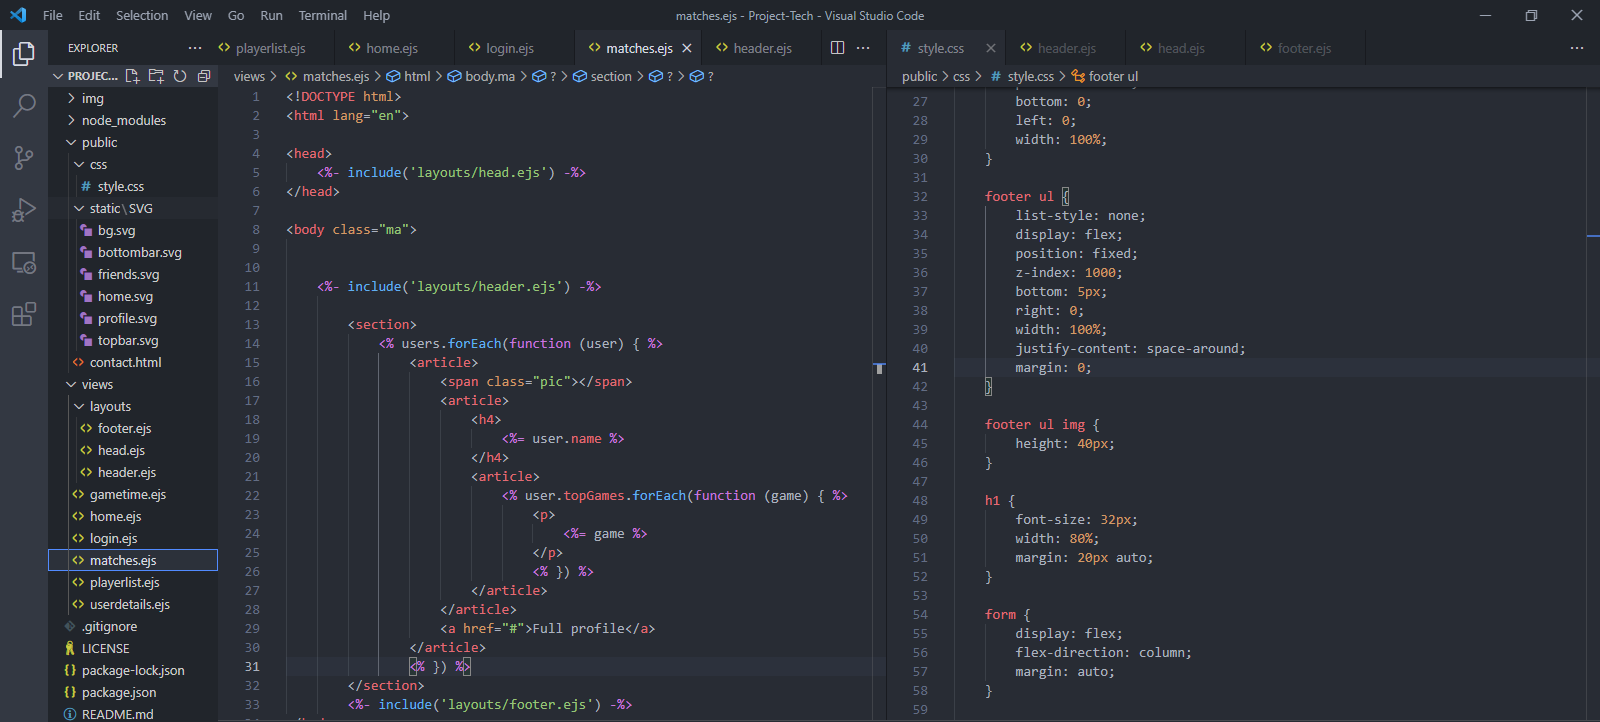 File Edit Selection View Go Run Terminal Help
matches.ejs - Project-Tech - Visual Studio Code
EXPLORER
PROJEC...
img
node_modules
public
css
style.css
static\SVG
bg.svg
bottombar.svg
friends.svg
home.svg
profile.svg
topbar.svg
contact.html
views
layouts
footer.ejs
head.ejs
header.ejs
gametime.ejs
home.ejs
login.ejs
matches.ejs
playerlist.ejs
userdetails.ejs
.gitignore
LICENSE
package-lock.json
package.json
README.md
playerlist.ejs home.ejs login.ejs matches.ejs header.ejs
views > matches.ejs > html > body.ma > ? > section > ? > ?
1 <!DOCTYPE html>
2 <html lang="en">
3
4 <head>
5 <%- include('layouts/head.ejs') -%>
6 </head>
7
8 <body class="ma">
9
10
11 <%- include('layouts/header.ejs') -%>
12
13 <section>
14 <% users.forEach(function (user) { %>
15 <article>
16 <span class="pic"></span>
17 <article>
18 <h4>
19 <%= user.name %>
20 </h4>
21 <article>
22 <% user.topGames.forEach(function (game) { %>
23 <p>
24 <%= game %>
25 </p>
26 <% }) %>
27 </article>
28 </article>
29 <a href="#">Full profile</a>
30 </article>
31 <% }) %>
32 </section>
33 <%- include('layouts/footer.ejs') -%>
style.css header.ejs head.ejs footer.ejs
public > css > style.css > footer ul
27 bottom: 0;
28 left: 0;
29 width: 100%;
30 }
31
32 footer ul {
33 list-style: none;
34 display: flex;
35 position: fixed;
36 z-index: 1000;
37 bottom: 5px;
38 right: 0;
39 width: 100%;
40 justify-content: space-around;
41 margin: 0;
42 }
43
44 footer ul img {
45 height: 40px;
46 }
47
48 h1 {
49 font-size: 32px;
50 width: 80%;
51 margin: 20px auto;
52 }
53
54 form {
55 display: flex;
56 flex-direction: column;
57 margin: auto;
58 }
59